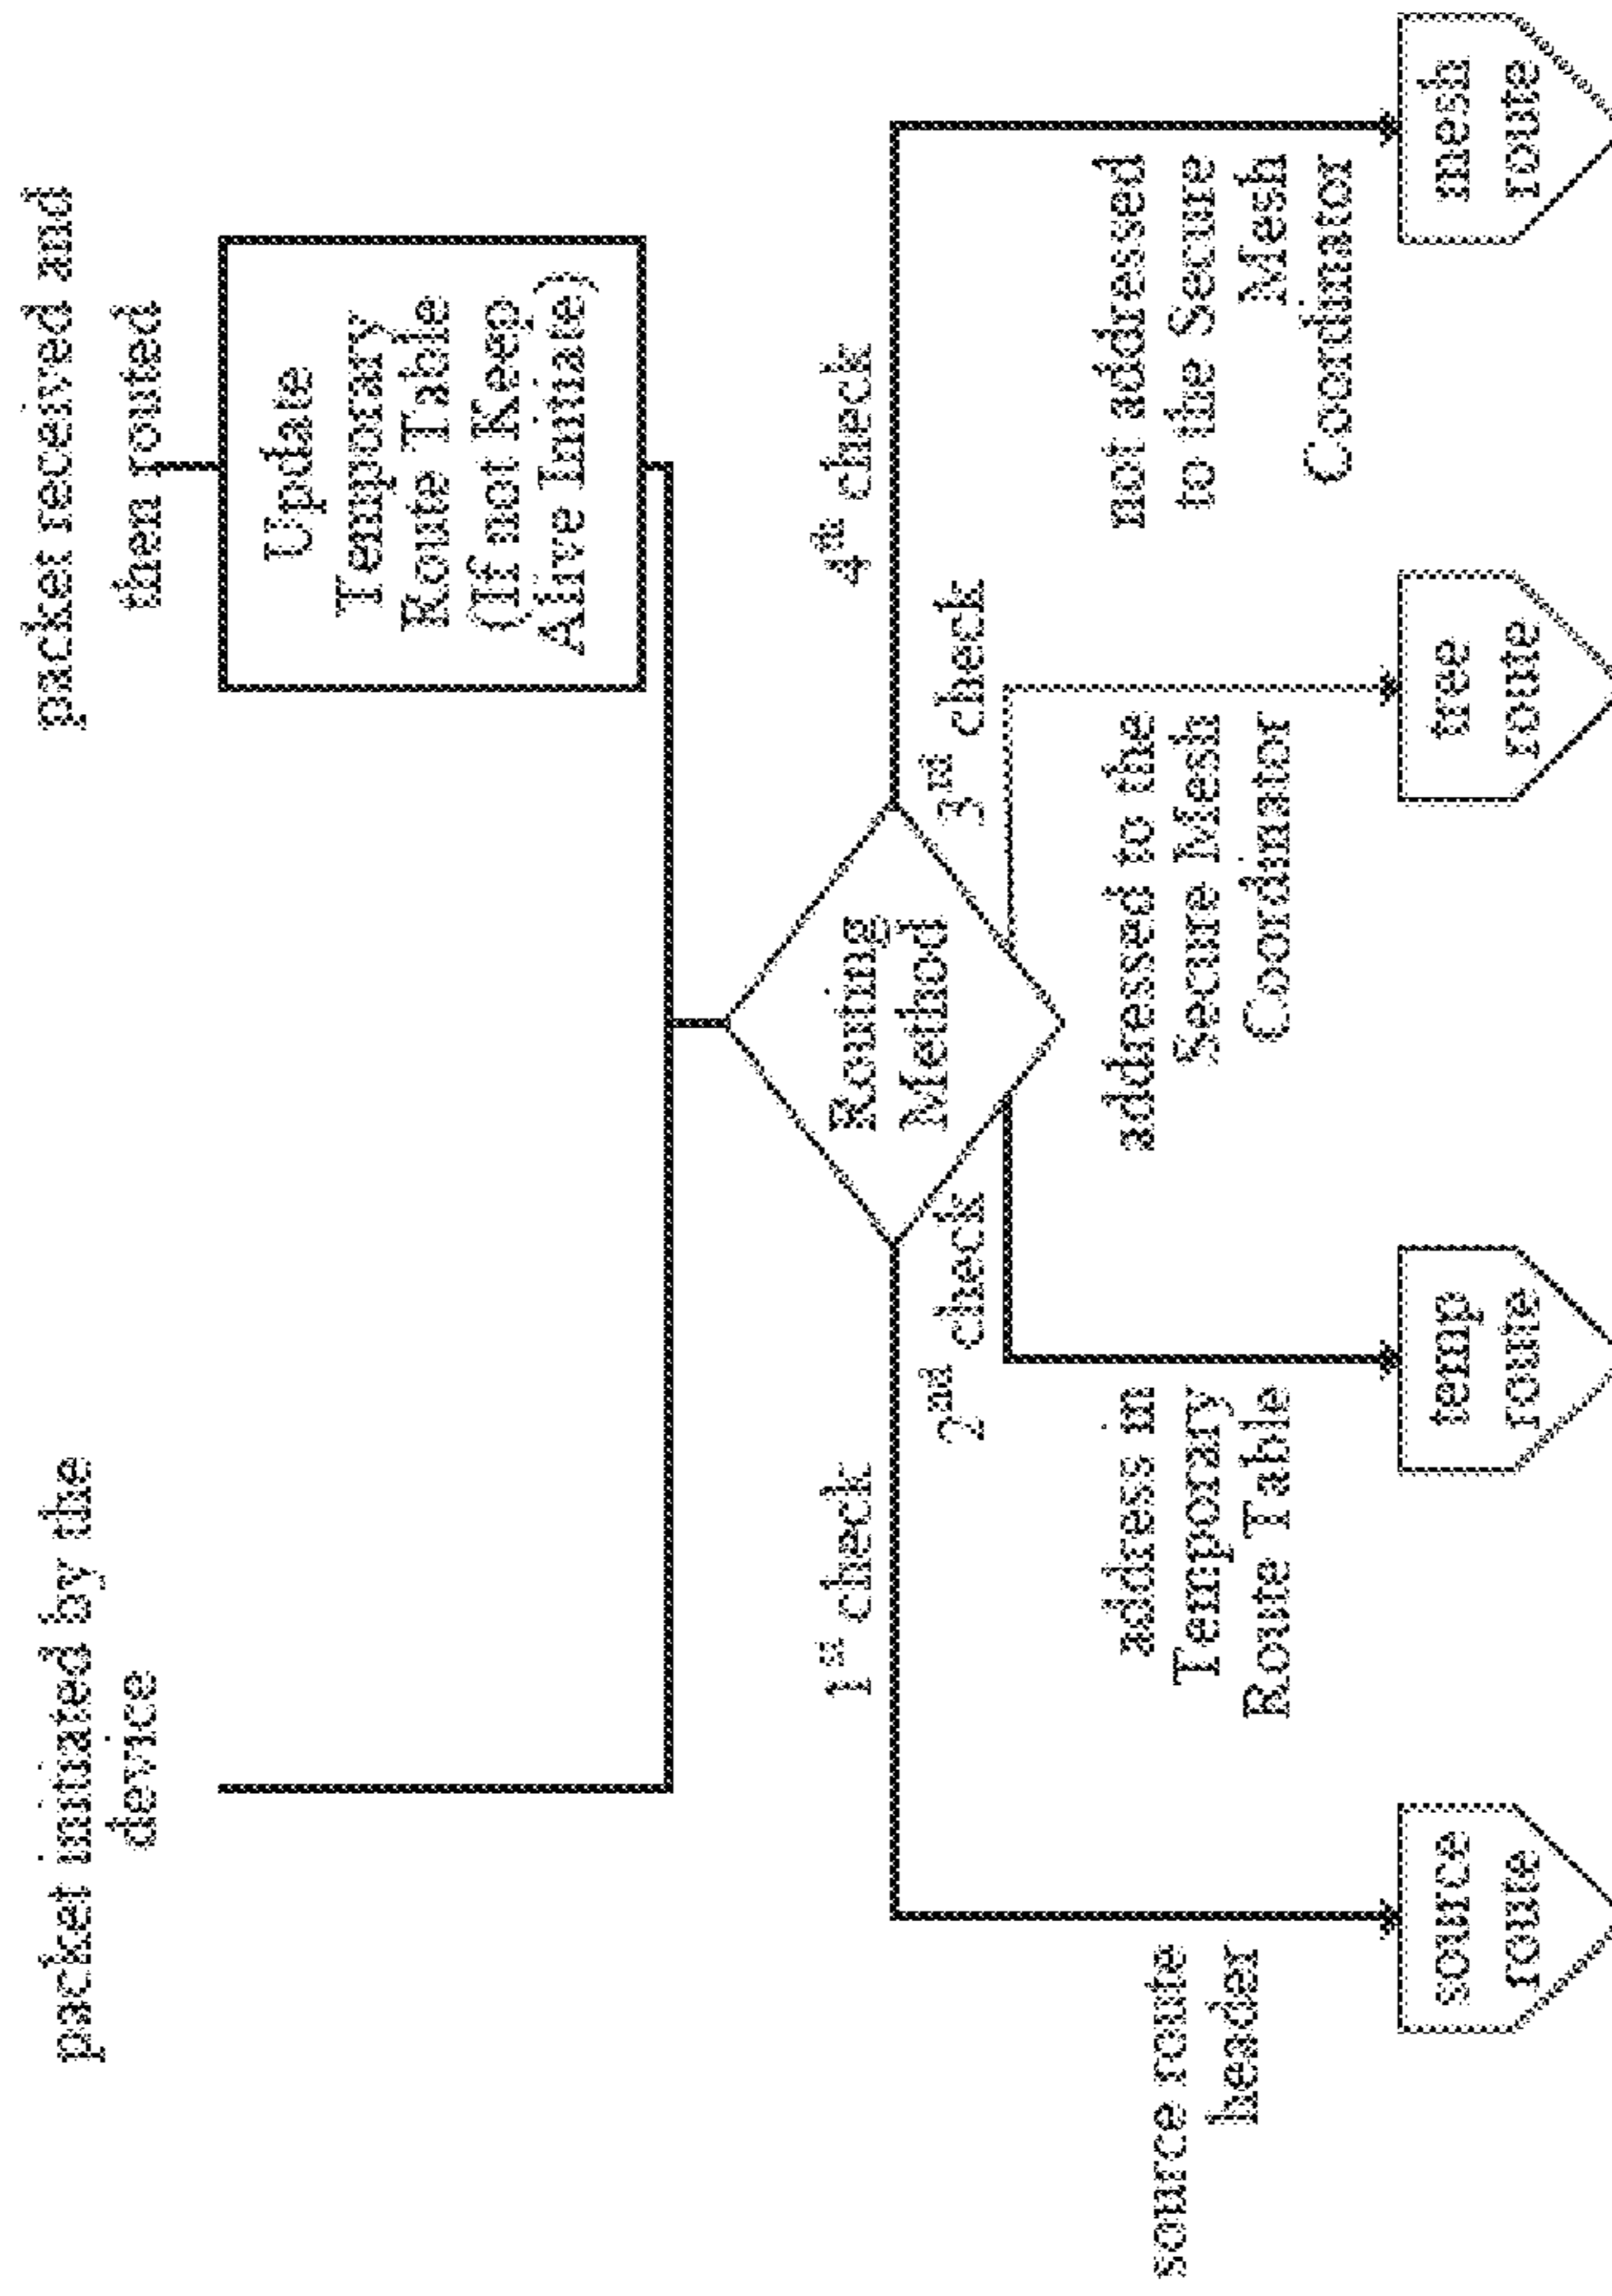 packet initiated by the
device
packet received and
then routed
Update
Temporary
Route Table
(If not Keep
Alive Initiate)
Routing
Method
1st check
2nd check
3rd check
4th check
source route
header
address in
Temporary
Route Table
addressed to the
Secure Mesh
Coordinator
not addressed
to the Secure
Mesh
Coordinator
source
route
temp
route
tree
route
mesh
route